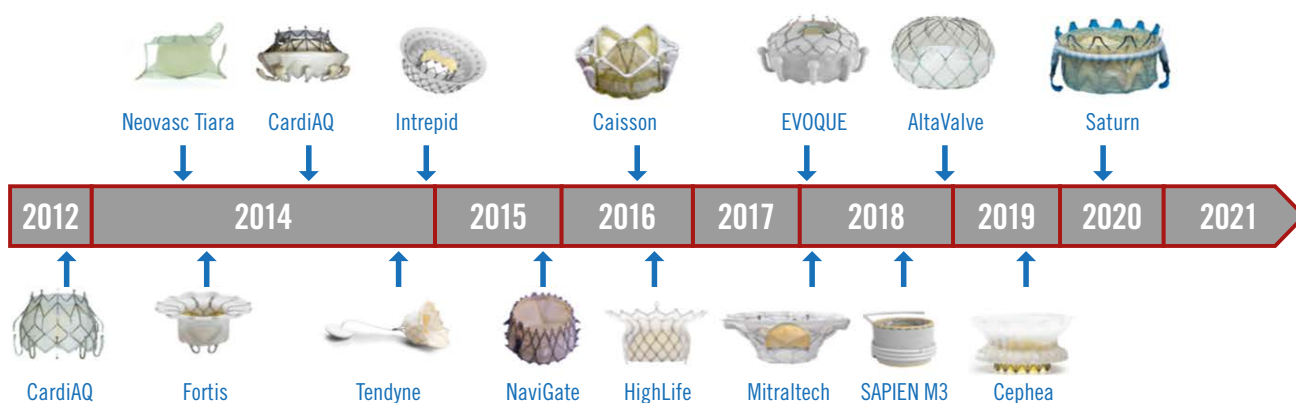 Neovasc Tiara
CardiAQ
Intrepid
Caisson
EVOQUE
AltaValve
Saturn
2012
2014
2015
2016
2017
2018
2019
2020
2021
CardiAQ
Fortis
Tendyne
NaviGate
HighLife
Mitraltech
SAPIEN M3
Cephea